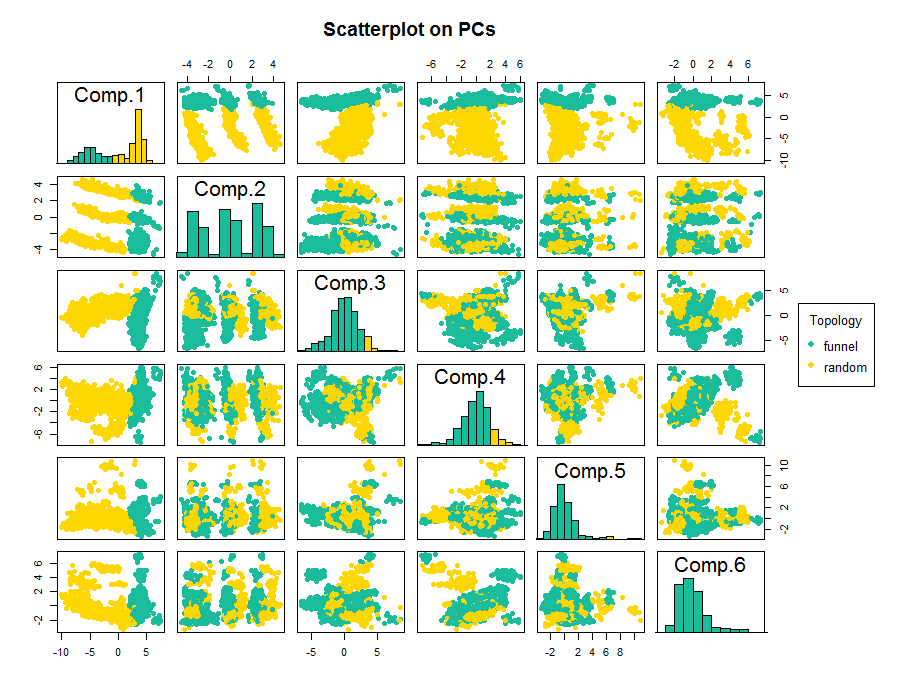 Scatterplot on PCs
-4 -2 0 2 4
-6 -2 0 2 4 6
-2 0 2 4 6
Comp.1
5
0
-5
-10
4
2
0
-4
Comp.2
Comp.3
5
0
-5
Topology
funnel
random
6
2
-2
-6
Comp.4
Comp.5
10
6
2
-2
6
4
2
-2
Comp.6
-10 -5 0 5
-5 0 5
-2 2 4 6 8